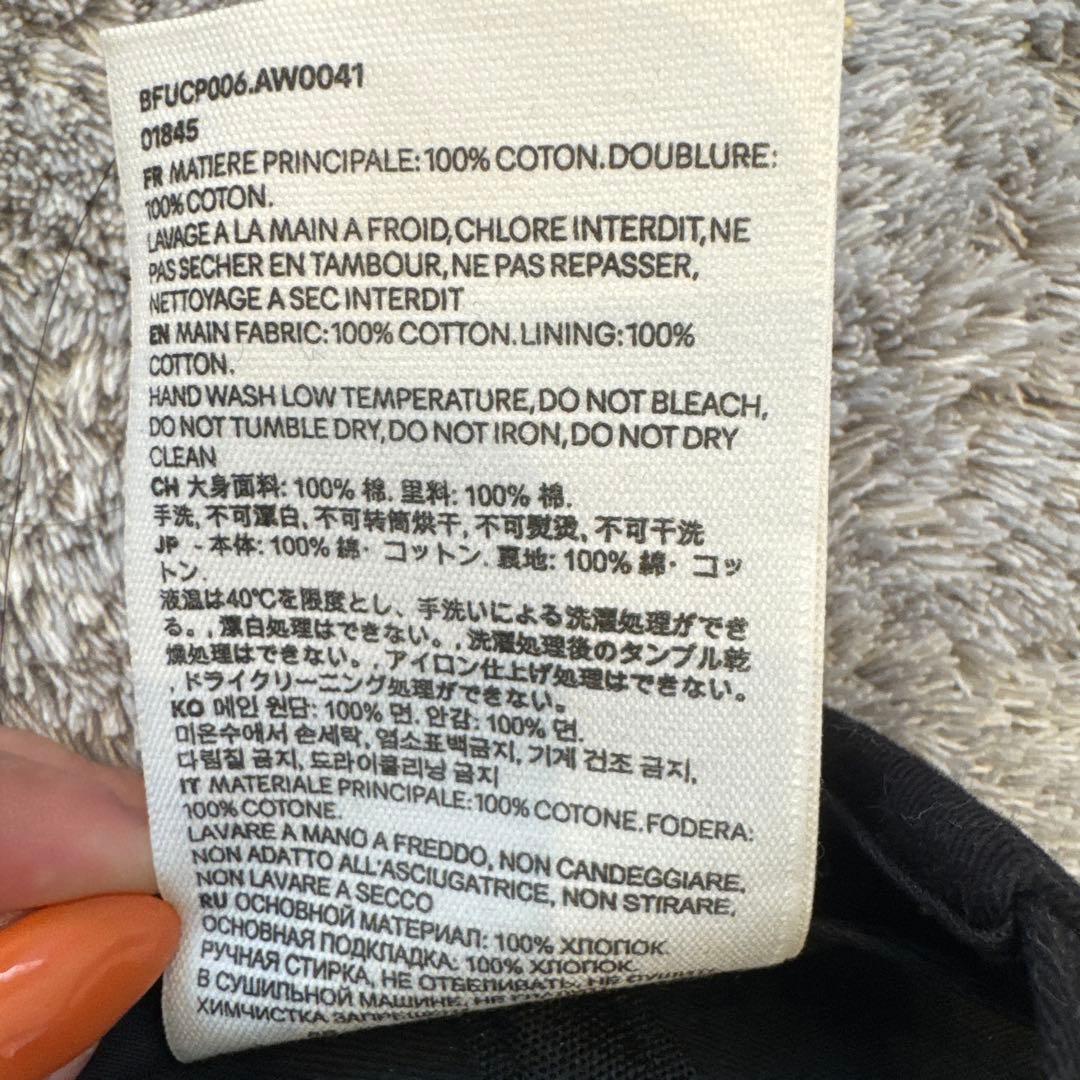 BFUCP006.AW0041
01845
FR MATIERE PRINCIPALE: 100% COTON.DOUBLURE:
100% COTON.
LAVAGE A LA MAIN A FROID, CHLORE INTERDIT, NE
PAS SECHER EN TAMBOUR, NE PAS REPASSER,
NETTOYAGE A SEC INTERDIT
EN MAIN FABRIC: 100% COTTON. LINING: 100%
COTTON.
HAND WASH LOW TEMPERATURE, DO NOT BLEACH,
DO NOT TUMBLE DRY, DO NOT IRON, DO NOT DRY
CLEAN
CH 大身面料: 100% 棉. 里料: 100% 棉.
手洗, 不可漂白, 不可转筒烘干, 不可熨烫, 不可干洗
JP - 本体: 100% 綿・ コットン. 裏地: 100% 綿・ コッ
トン.
液温は40℃を限度とし、手洗いによる洗濯処理ができ
る。, 漂白処理はできない。, 洗濯処理後のタンブル乾
燥処理はできない。, アイロン仕上げ処理はできない。
, ドライクリーニング処理ができない。
KO 메인 원단: 100% 면. 안감: 100% 면.
미온수에서 손세탁, 염소표백금지, 기계 건조 금지,
다림질 금지, 드라이클리닝 금지
IT MATERIALE PRINCIPALE: 100% COTONE. FODERA:
100% COTONE.
LAVARE A MANO A FREDDO, NON CANDEGGIARE,
NON ADATTO ALL'ASCIUGATRICE, NON STIRARE,
NON LAVARE A SECCO
RU ОСНОВНОЙ МАТЕРИАЛ: 100% ХЛОПОК.
ОСНОВНАЯ ПОДКЛАДКА: 100% ХЛОПОК.
РУЧНАЯ СТИРКА, НЕ ОТБЕЛИВАТЬ, НЕ
В СУШИЛЬНОЙ МАШИНЕ, НЕ
ХИМЧИСТКА